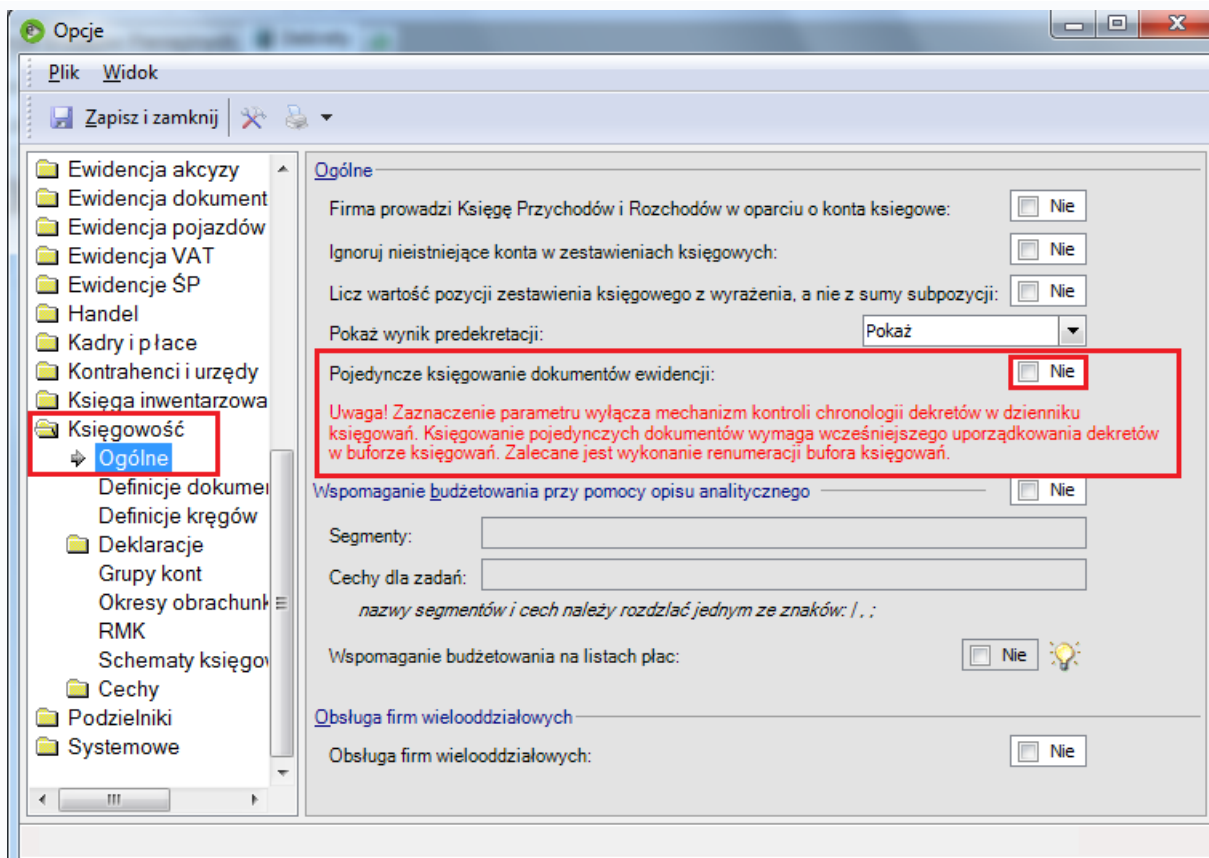 Opcje
Plik Widok
Zapisz i zamknij
Ewidencja akcyzy
Ewidencja dokument
Ewidencja pojazdów
Ewidencja VAT
Ewidencje ŚP
Handel
Kadry i płace
Kontrahenci i urzędy
Księga inwentarzowa
Księgowość
Ogólne
Definicje dokumen
Definicje kręgów
Deklaracje
Grupy kont
Okresy obrachunk
RMK
Schematy księgow
Cechy
Podzielniki
Systemowe
Ogólne
Firma prowadzi Księgę Przychodów i Rozchodów w oparciu o konta ksiegowe: Nie
Ignoruj nieistniejące konta w zestawieniach księgowych: Nie
Licz wartość pozycji zestawienia księgowego z wyrażenia, a nie z sumy subpozycji: Nie
Pokaż wynik predekretacji: Pokaż
Pojedyncze księgowanie dokumentów ewidencji: Nie
Uwaga! Zaznaczenie parametru wyłącza mechanizm kontroli chronologii dekretów w dzienniku
księgowań. Księgowanie pojedynczych dokumentów wymaga wcześniejszego uporządkowania dekretów
w buforze księgowań. Zalecane jest wykonanie renumeracji bufora księgowań.
Wspomaganie budżetowania przy pomocy opisu analitycznego Nie
Segmenty:
Cechy dla zadań:
nazwy segmentów i cech należy rozdzlać jednym ze znaków: | , ;
Wspomaganie budżetowania na listach płac: Nie
Obsługa firm wielooddziałowych
Obsługa firm wielooddziałowych: Nie